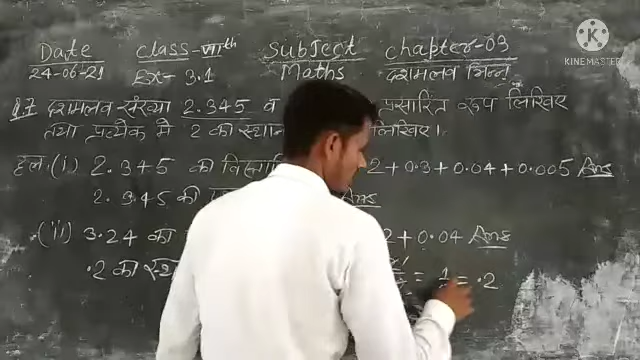 KINEMASTER
Date class-VIIth Subject chapter-03
24-06-21 Ex-3.1 Maths दशमलव भिन्न
Q.7 दशमलव संख्या 2.345 व प्रसारित रूप लिखिए
तथा प्रत्येक में 2 का स्थान लिखिए।
हल:(i) 2.345 का 2+0.3+0.04+0.005 Ans
2.345 की Ans
(ii) 3.24 का 2+0.04 Ans
.2 का = 1 = .2